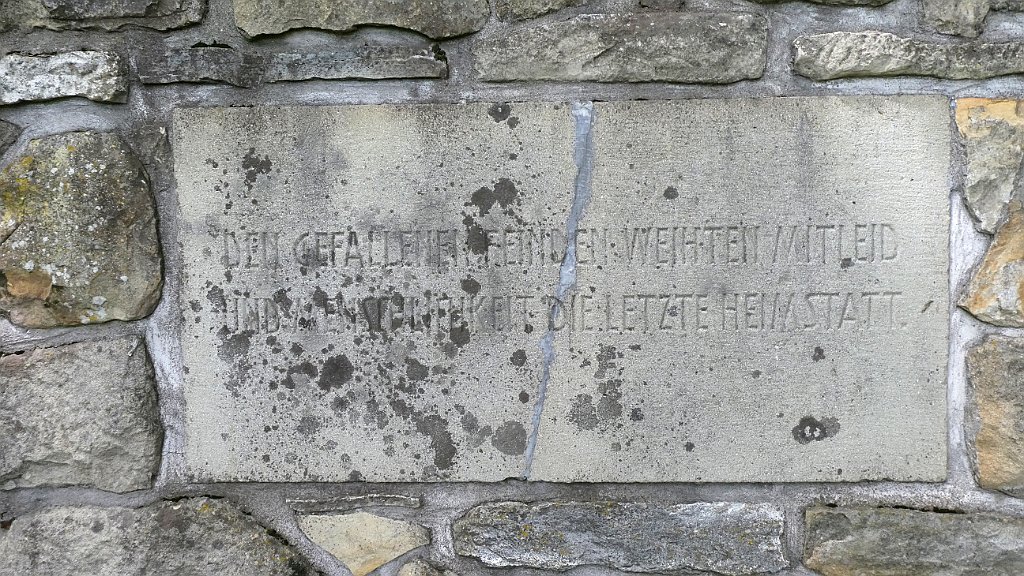 DEN GEFALLENEN FEINDEN WEIHTEN MITLEID
UND MENSCHLICHKEIT DIE LETZTE HEIMSTATT.